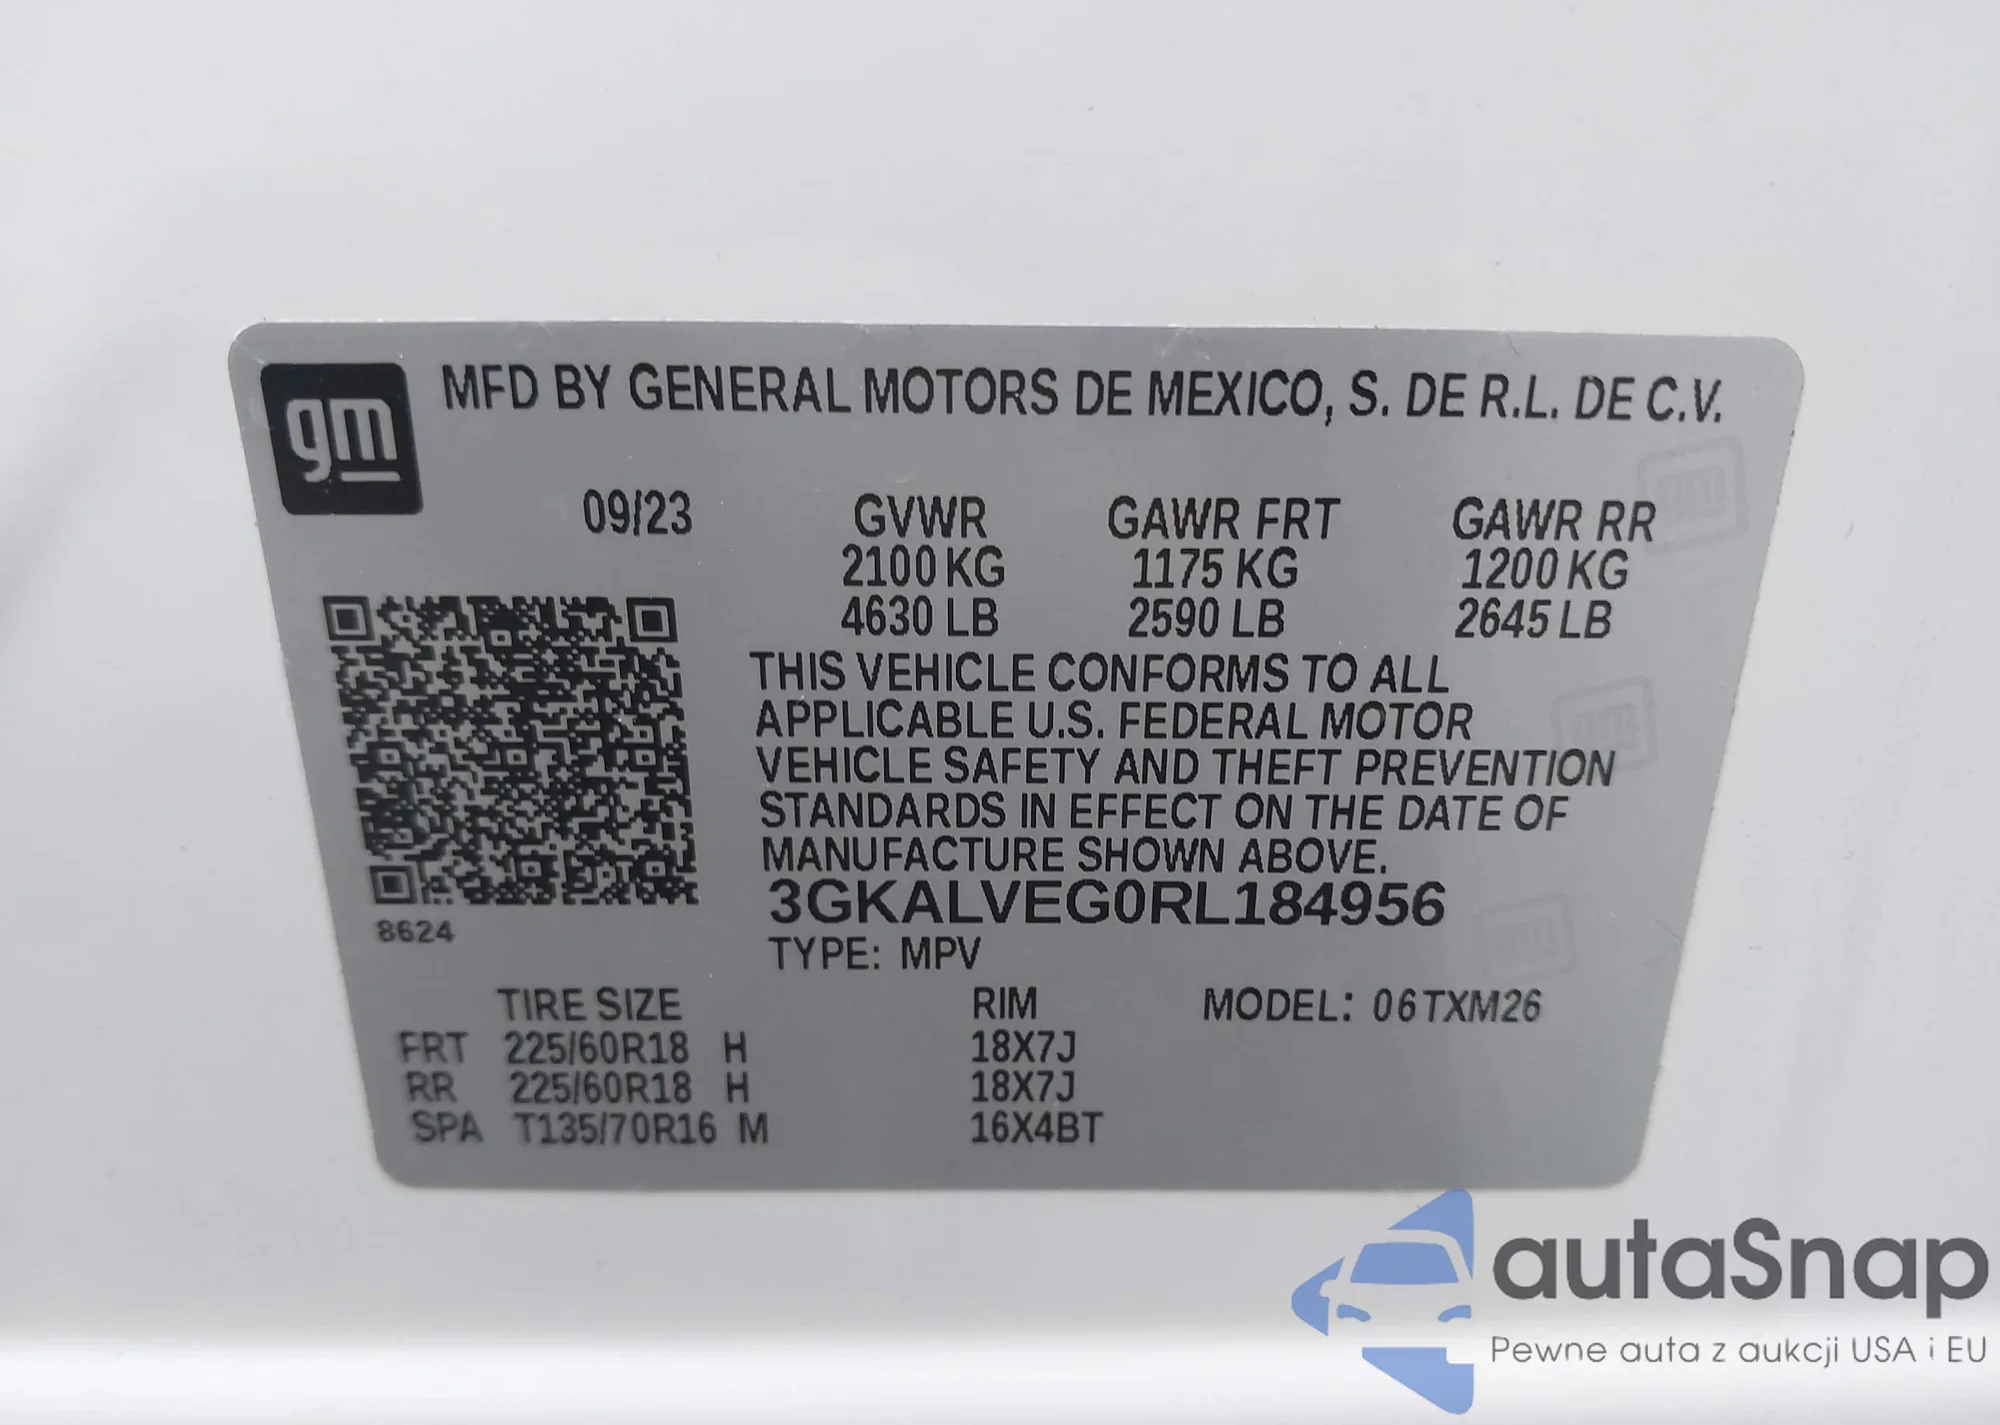 gm
MFD BY GENERAL MOTORS DE MEXICO, S. DE R.L. DE C.V.
09/23 GVWR GAWR FRT GAWR RR
2100 KG 1175 KG 1200 KG
4630 LB 2590 LB 2645 LB
THIS VEHICLE CONFORMS TO ALL
APPLICABLE U.S. FEDERAL MOTOR
VEHICLE SAFETY AND THEFT PREVENTION
STANDARDS IN EFFECT ON THE DATE OF
MANUFACTURE SHOWN ABOVE.
3GKALVEG0RL184956
8624
TYPE: MPV
TIRE SIZE RIM MODEL: 06TXM26
FRT 225/60R18 H 18X7J
RR 225/60R18 H 18X7J
SPA T135/70R16 M 16X4BT
autaSnap
Pewne auta z aukcji USA i EU